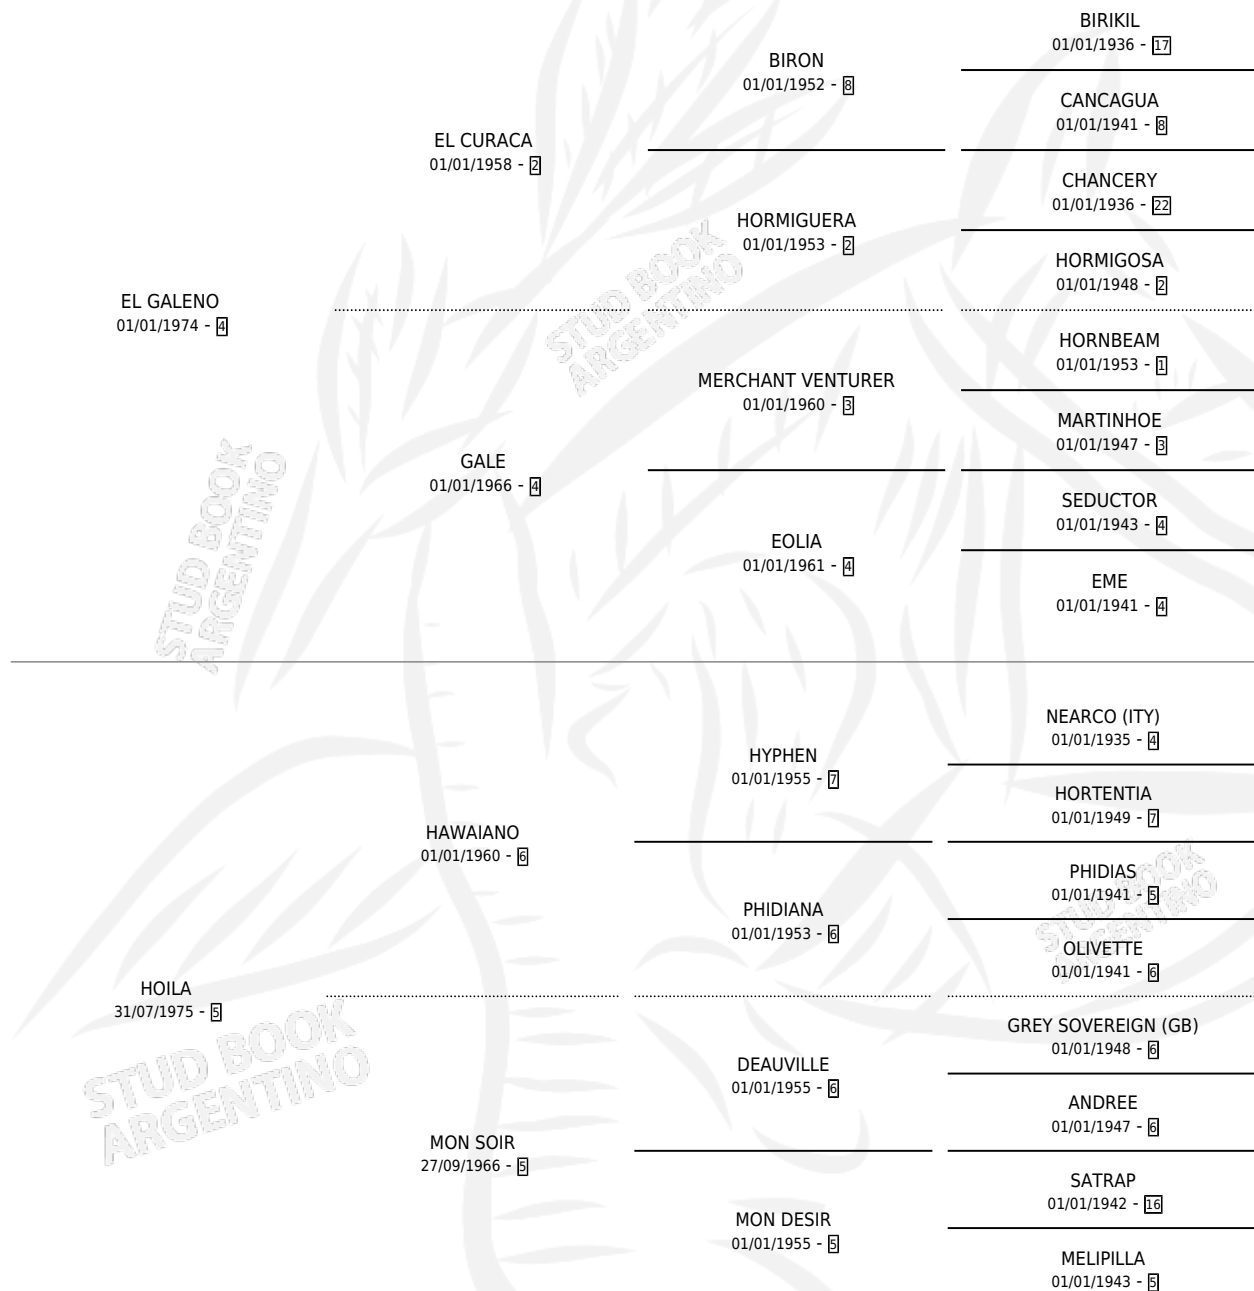 BIRIKIL
01/01/1936 - 17
BIRON
01/01/1952 - 8
CANCAGUA
01/01/1941 - 8
EL CURACA
01/01/1958 - 2
CHANCERY
01/01/1936 - 22
HORMIGUERA
01/01/1953 - 2
HORMIGOSA
01/01/1948 - 2
EL GALENO
01/01/1974 - 4
HORNBEAM
01/01/1953 - 1
MERCHANT VENTURER
01/01/1960 - 3
MARTINHOE
01/01/1947 - 3
GALE
01/01/1966 - 4
SEDUCTOR
01/01/1943 - 4
EOLIA
01/01/1961 - 4
EME
01/01/1941 - 4
NEARCO (ITY)
01/01/1935 - 4
HYPHEN
01/01/1955 - 7
HORTENTIA
01/01/1949 - 7
HAWAIANO
01/01/1960 - 6
PHIDIAS
01/01/1941 - 5
PHIDIANA
01/01/1953 - 6
OLIVETTE
01/01/1941 - 6
HOILA
31/07/1975 - 5
GREY SOVEREIGN (GB)
01/01/1948 - 6
DEAUVILLE
01/01/1955 - 6
ANDREE
01/01/1947 - 6
MON SOIR
27/09/1966 - 5
SATRAP
01/01/1942 - 16
MON DESIR
01/01/1955 - 5
MELIPILLA
01/01/1943 - 5
STUD BOOK
ARGENTINO
STUD BOOK
ARGENTINO
STUD BOOK
ARGENTINO
STUD BOOK
ARGENTINO